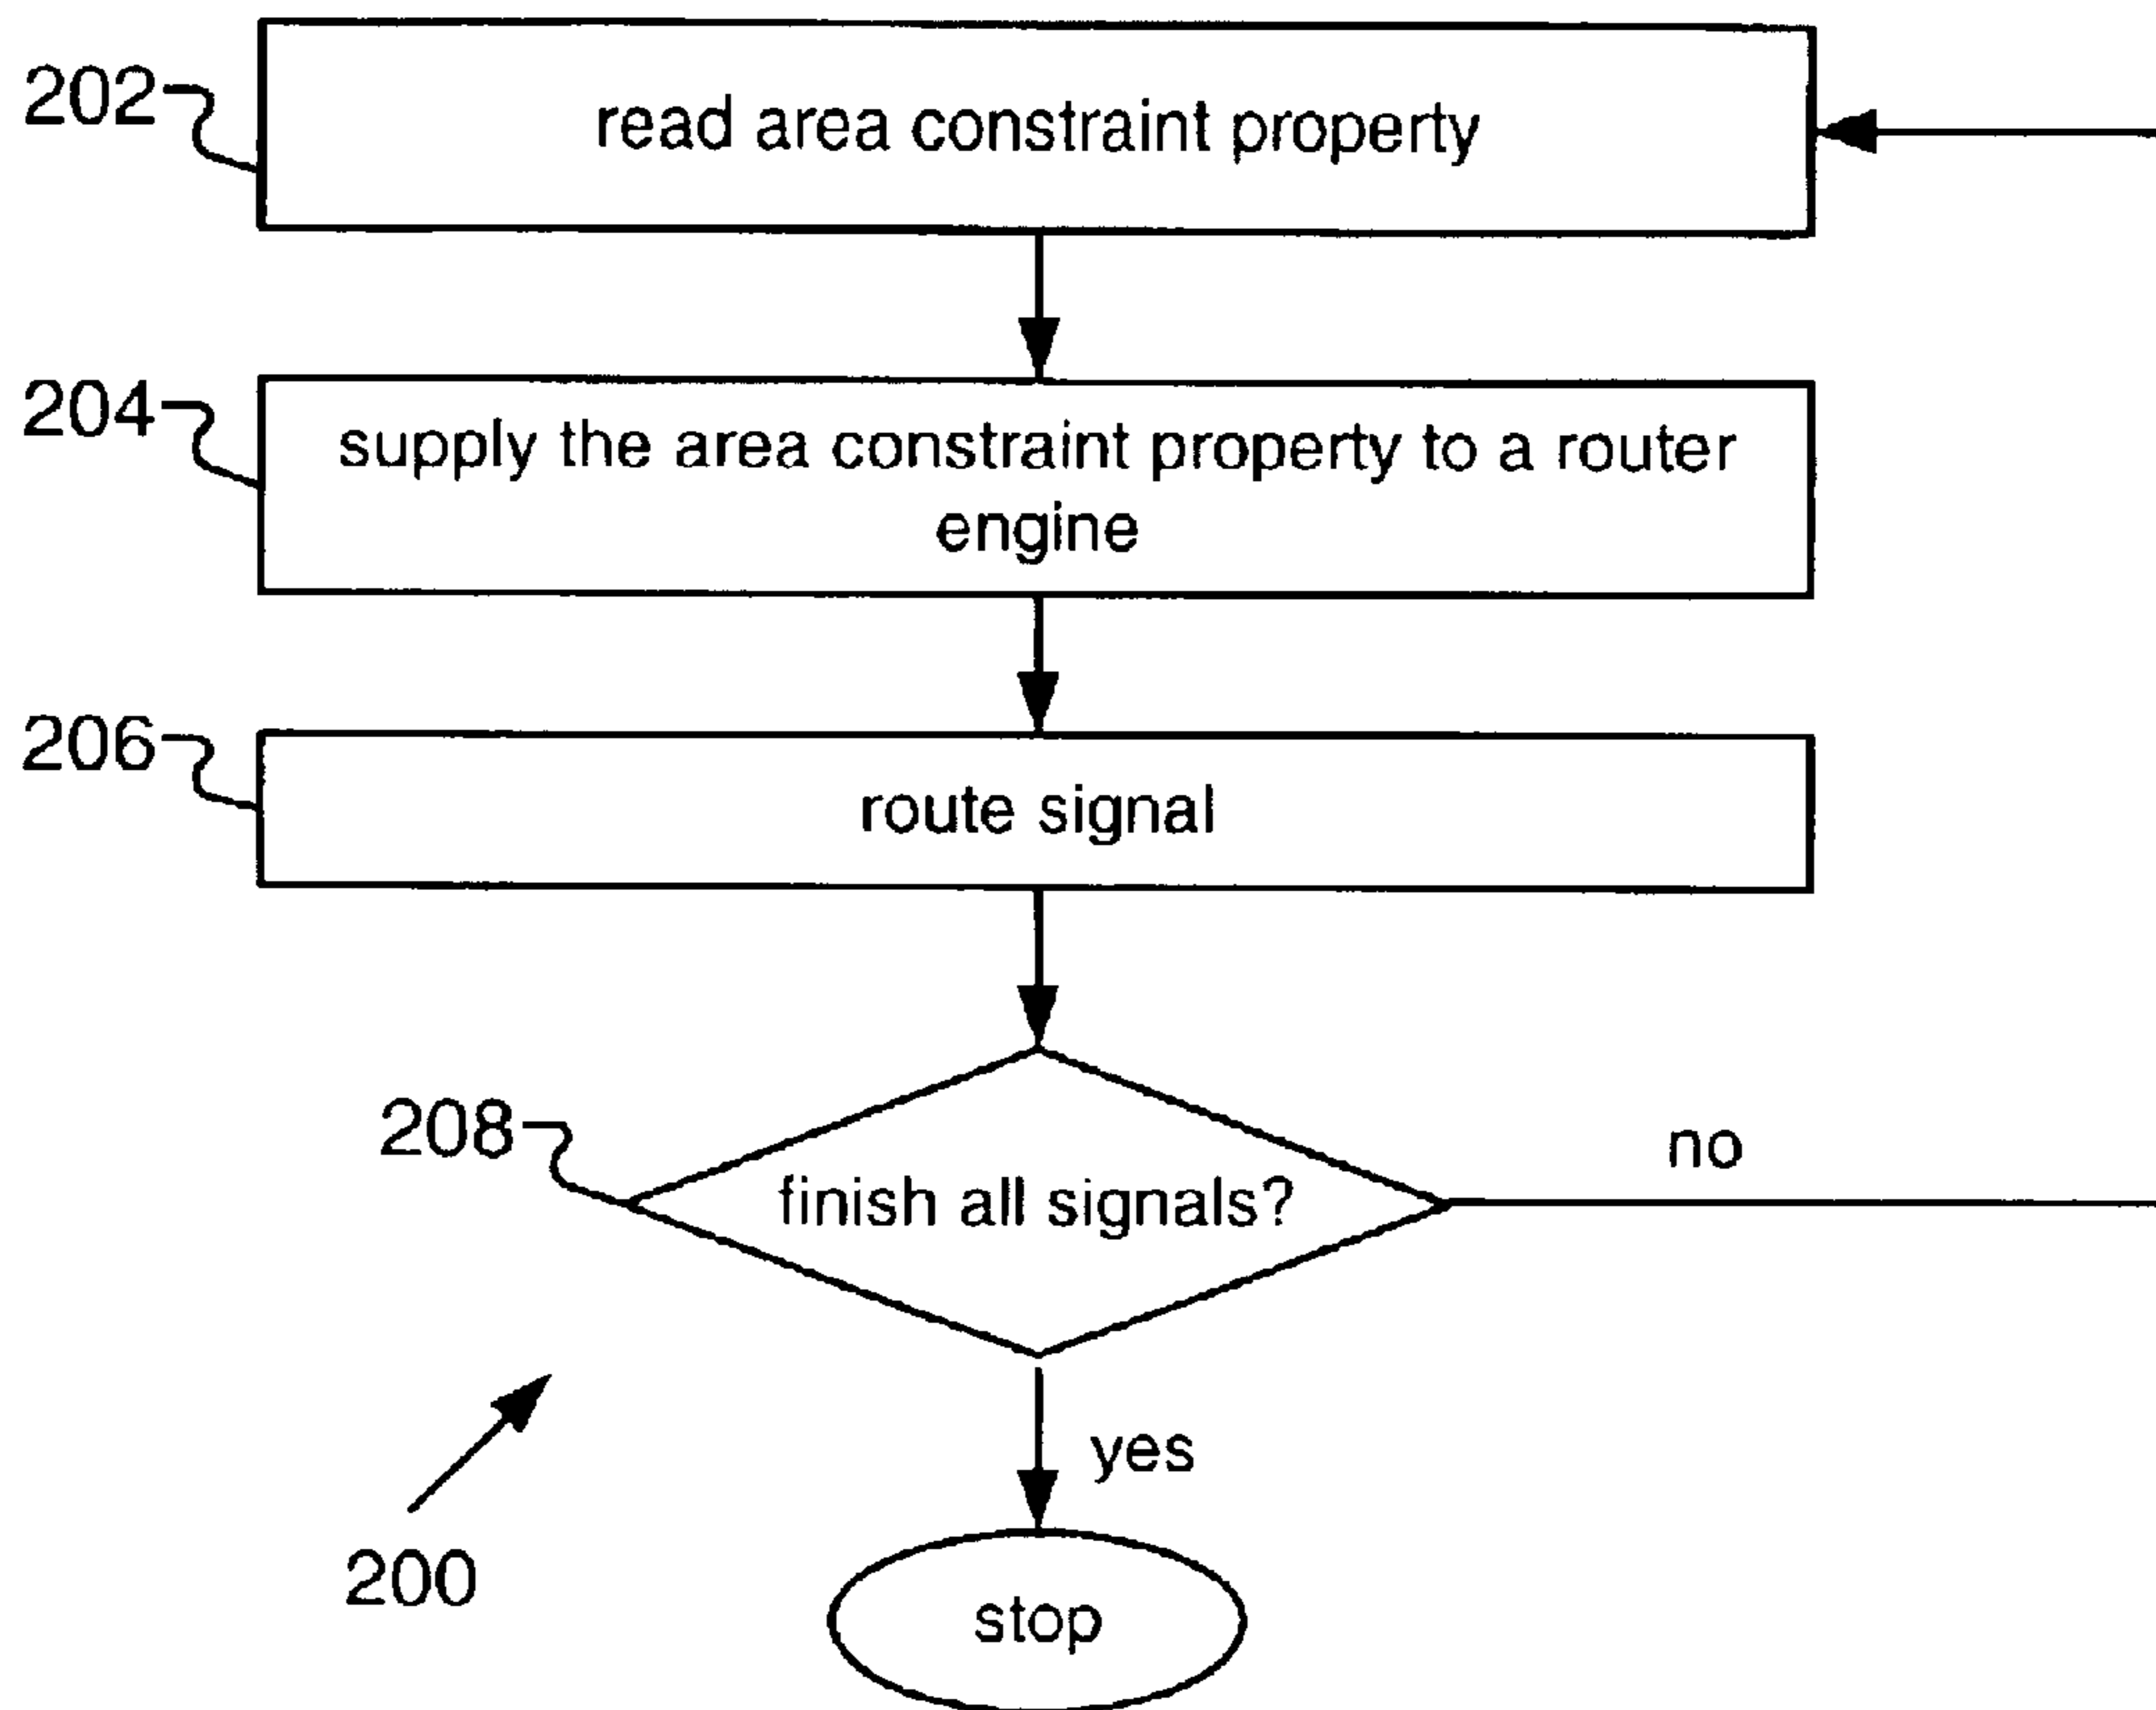 202
read area constraint property
204
supply the area constraint property to a router
engine
206
route signal
208
finish all signals?
no
yes
200
stop